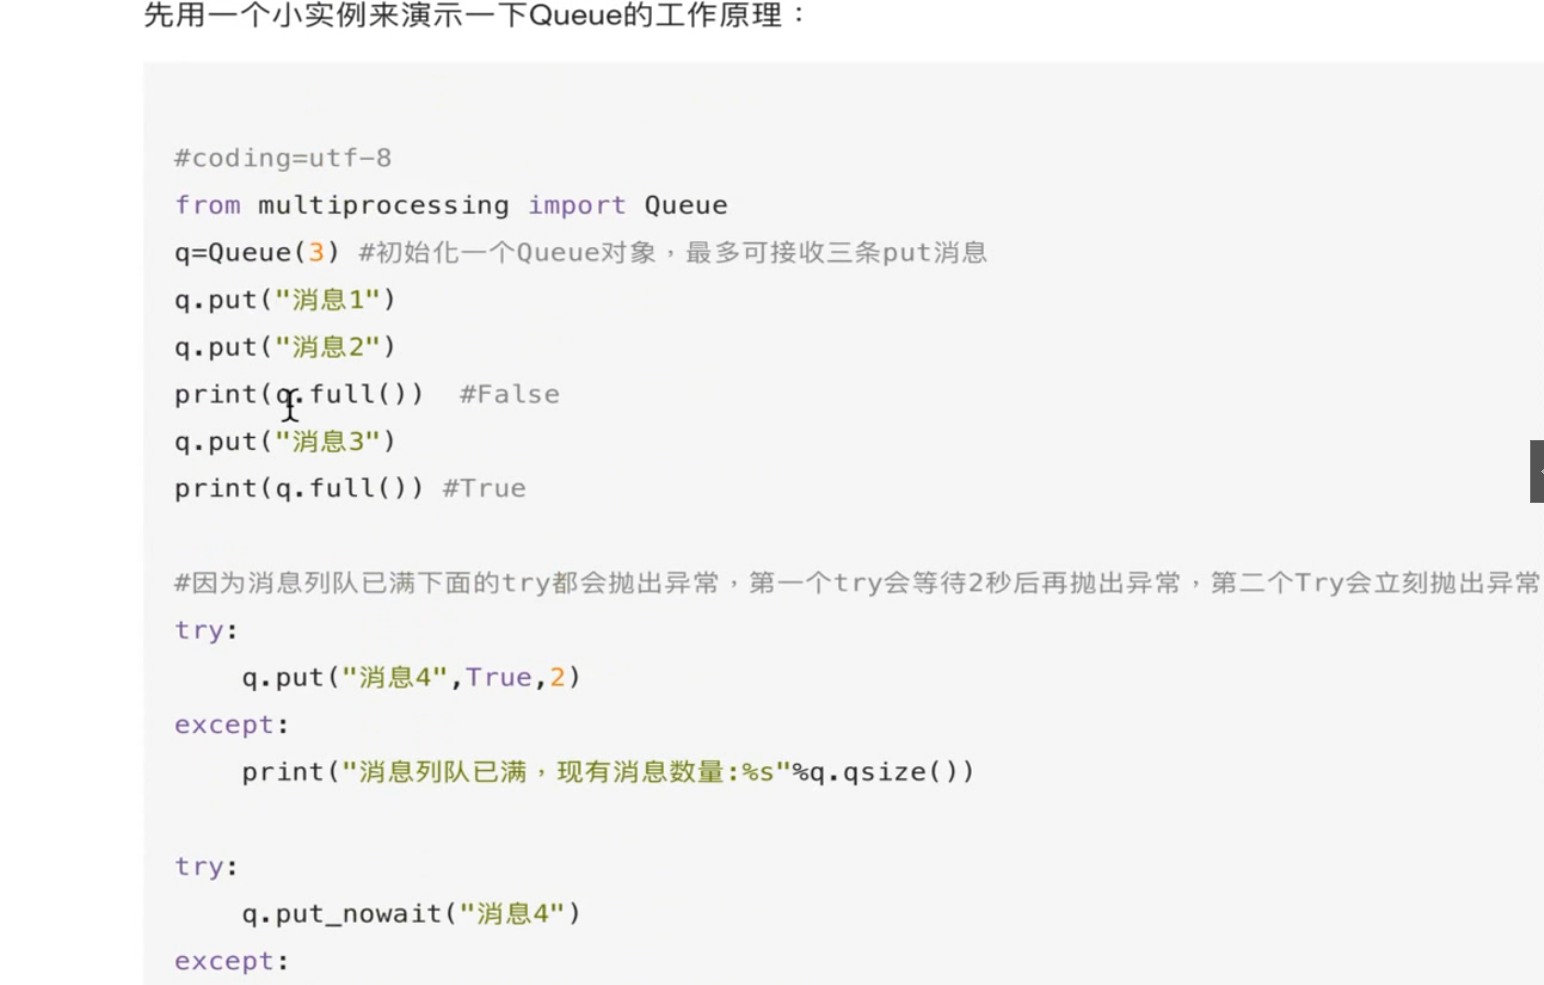 先用一个小实例来演示一下Queue的工作原理：
#coding=utf-8
from multiprocessing import Queue
q=Queue(3) #初始化一个Queue对象，最多可接收三条put消息
q.put("消息1")
q.put("消息2")
print(q.full())  #False
q.put("消息3")
print(q.full()) #True
#因为消息列队已满下面的try都会抛出异常，第一个try会等待2秒后再抛出异常，第二个Try会立刻抛出异常
try:
    q.put("消息4",True,2)
except:
    print("消息列队已满，现有消息数量:%s"%q.qsize())
try:
    q.put_nowait("消息4")
except: